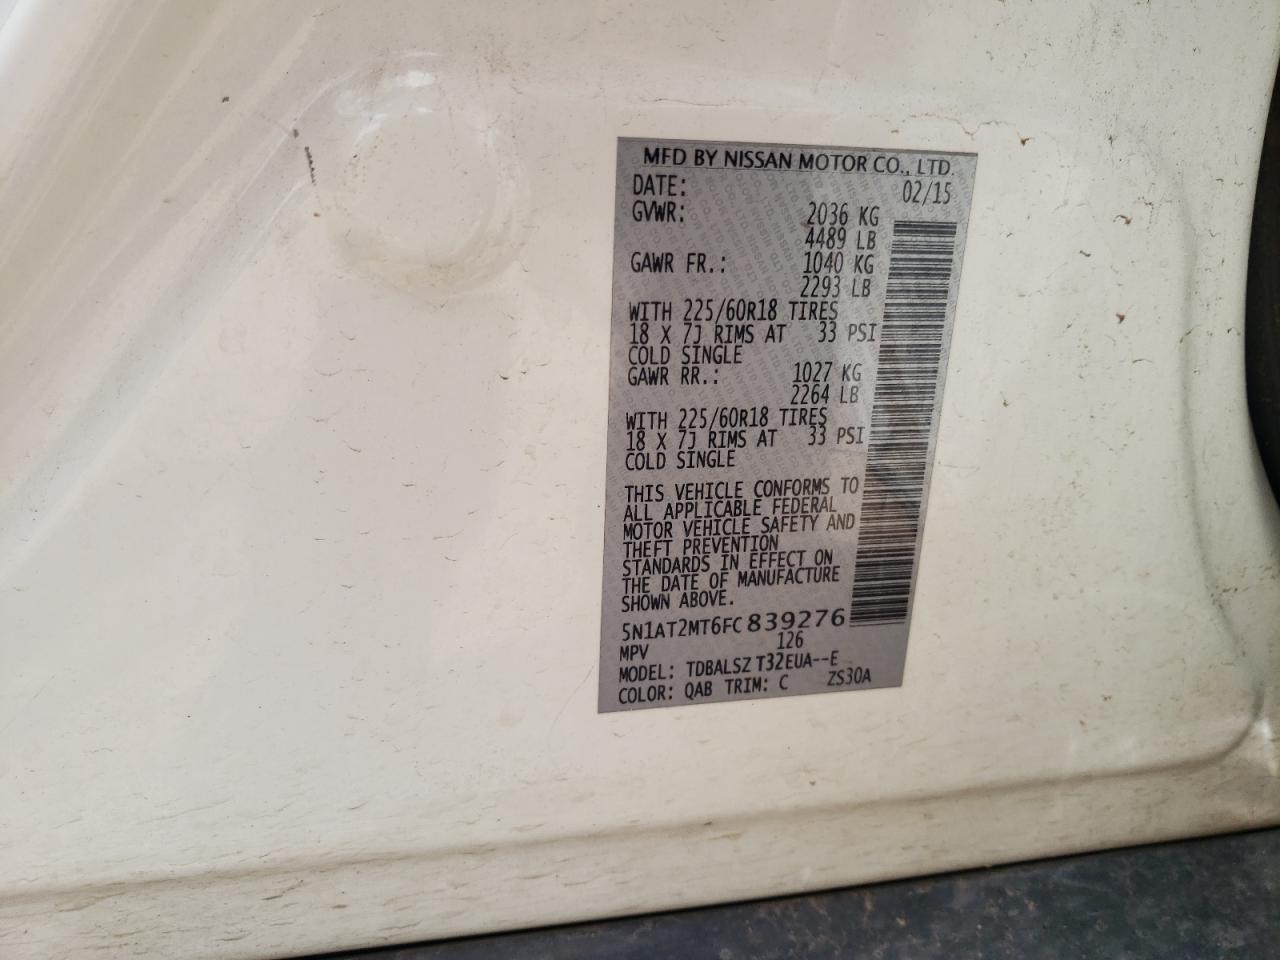 MFD BY NISSAN MOTOR CO., LTD.
DATE: 02/15
GVWR: 2036 KG
4489 LB
GAWR FR.: 1040 KG
2293 LB
WITH 225/60R18 TIRES
18 X 7J RIMS AT 33 PSI
COLD SINGLE
GAWR RR.: 1027 KG
2264 LB
WITH 225/60R18 TIRES
18 X 7J RIMS AT 33 PSI
COLD SINGLE
THIS VEHICLE CONFORMS TO
ALL APPLICABLE FEDERAL
MOTOR VEHICLE SAFETY AND
THEFT PREVENTION
STANDARDS IN EFFECT ON
THE DATE OF MANUFACTURE
SHOWN ABOVE.
5N1AT2MT6FC839276
MPV 126
MODEL: TDBALSZ T32EUA--E
COLOR: QAB TRIM: C ZS30A